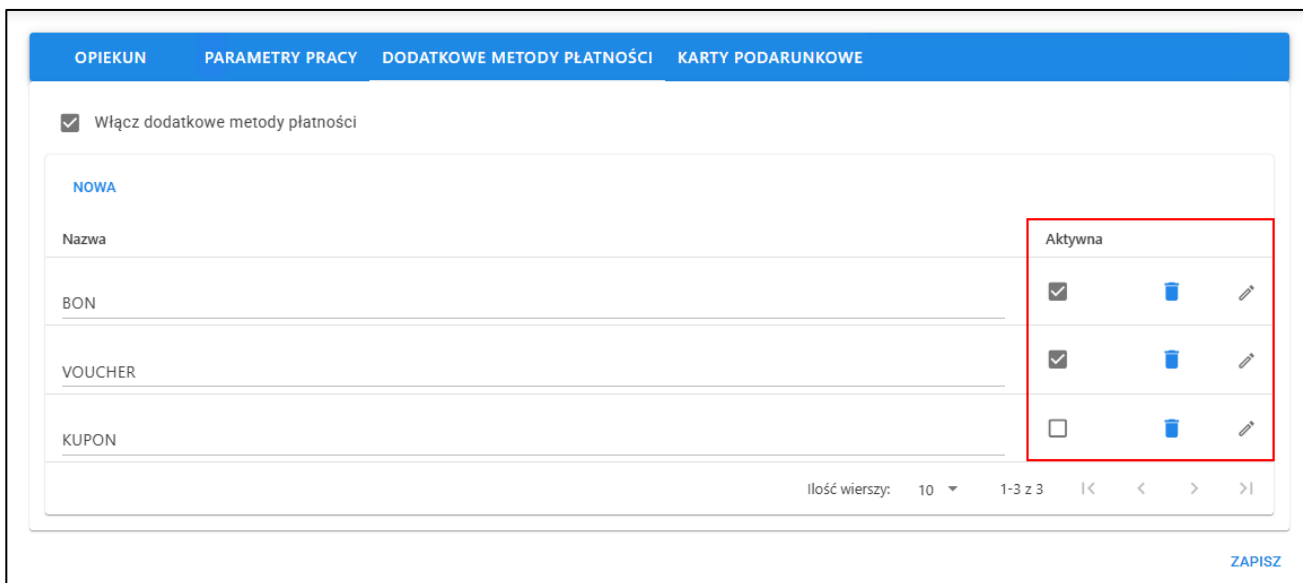 OPIEKUN PARAMETRY PRACY DODATKOWE METODY PŁATNOŚCI KARTY PODARUNKOWE
Włącz dodatkowe metody płatności
NOWA
Nazwa Aktywna
BON
VOUCHER
KUPON
Ilość wierszy: 10 1-3 z 3
ZAPISZ